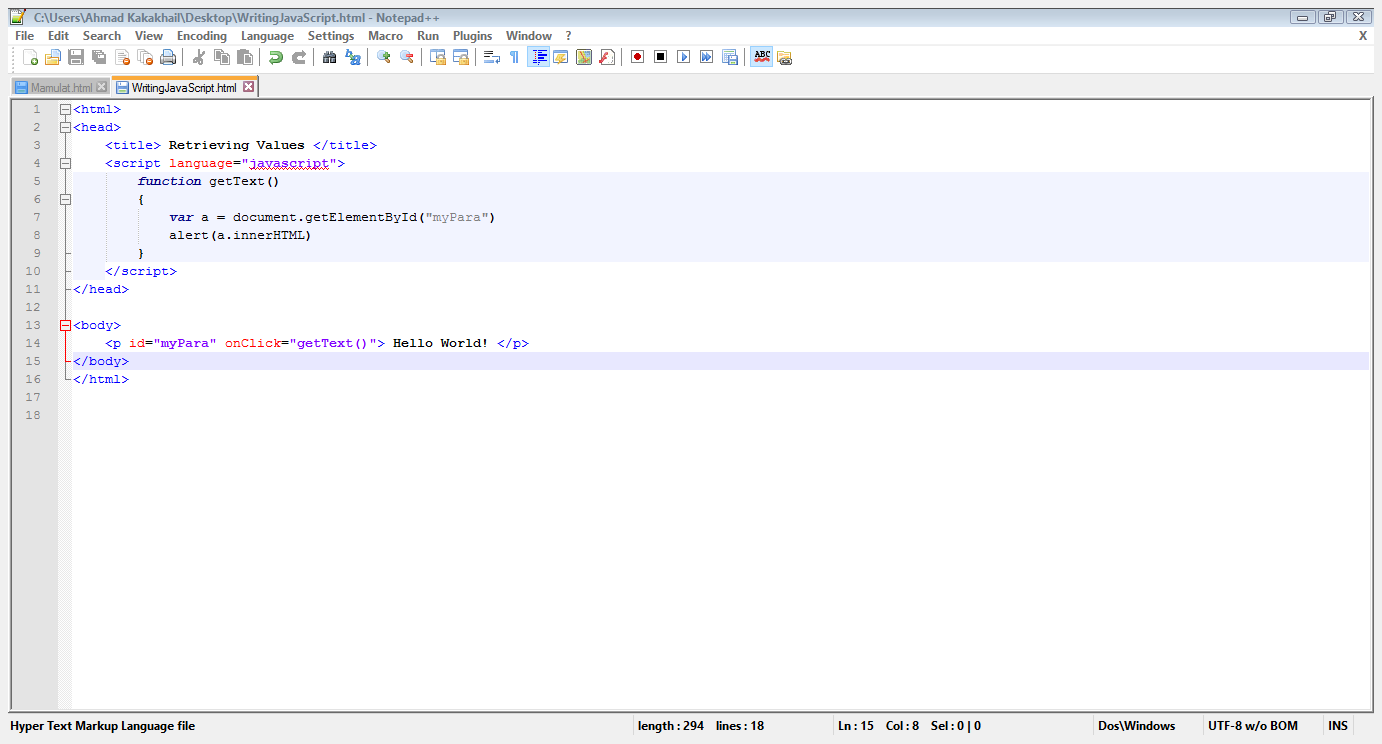 C:\Users\Ahmad Kakakhail\Desktop\WritingJavaScript.html - Notepad++
File Edit Search View Encoding Language Settings Macro Run Plugins Window ? X
ABC
Mamulat.html WritingJavaScript.html
1 <html>
2 <head>
3 <title> Retrieving Values </title>
4 <script language="javascript">
5 function getText()
6 {
7 var a = document.getElementById("myPara")
8 alert(a.innerHTML)
9 }
10 </script>
11 </head>
12
13 <body>
14 <p id="myPara" onClick="getText()"> Hello World! </p>
15 </body>
16 </html>
17
18
Hyper Text Markup Language file length : 294 lines : 18 Ln : 15 Col : 8 Sel : 0 | 0 Dos\Windows UTF-8 w/o BOM INS